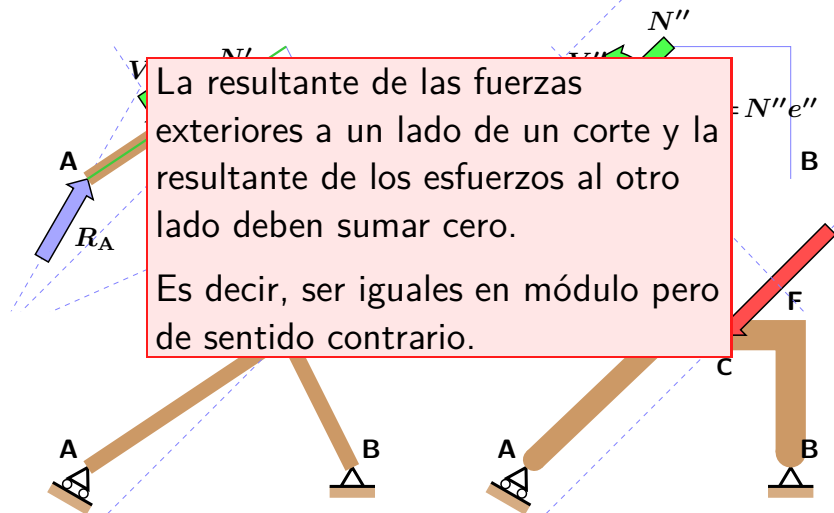 N''
V
N'
V''
La resultante de las fuerzas
exteriores a un lado de un corte y la
resultante de los esfuerzos al otro
lado deben sumar cero.
Es decir, ser iguales en módulo pero
de sentido contrario.
= N''e''
A
B
R_A
F
C
A
B
A
B